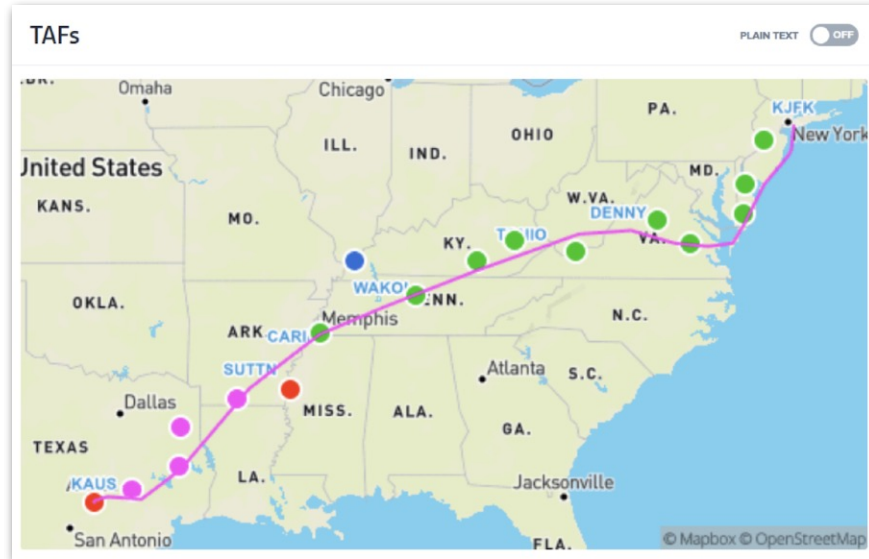 TAFs
PLAIN TEXT OFF
Omaha
Chicago
PA.
KJFK
New York
OHIO
ILL.
IND.
MD.
United States
W.VA.
KANS.
MO.
DENNY
KY.
VA.
OKLA.
Memphis
N.C.
ARK
CARI
SUTTN
Atlanta
S.C.
Dallas
MISS.
ALA.
GA.
TEXAS
LA.
KAUS
Jacksonville
San Antonio
FLA.
© Mapbox © OpenStreetMap